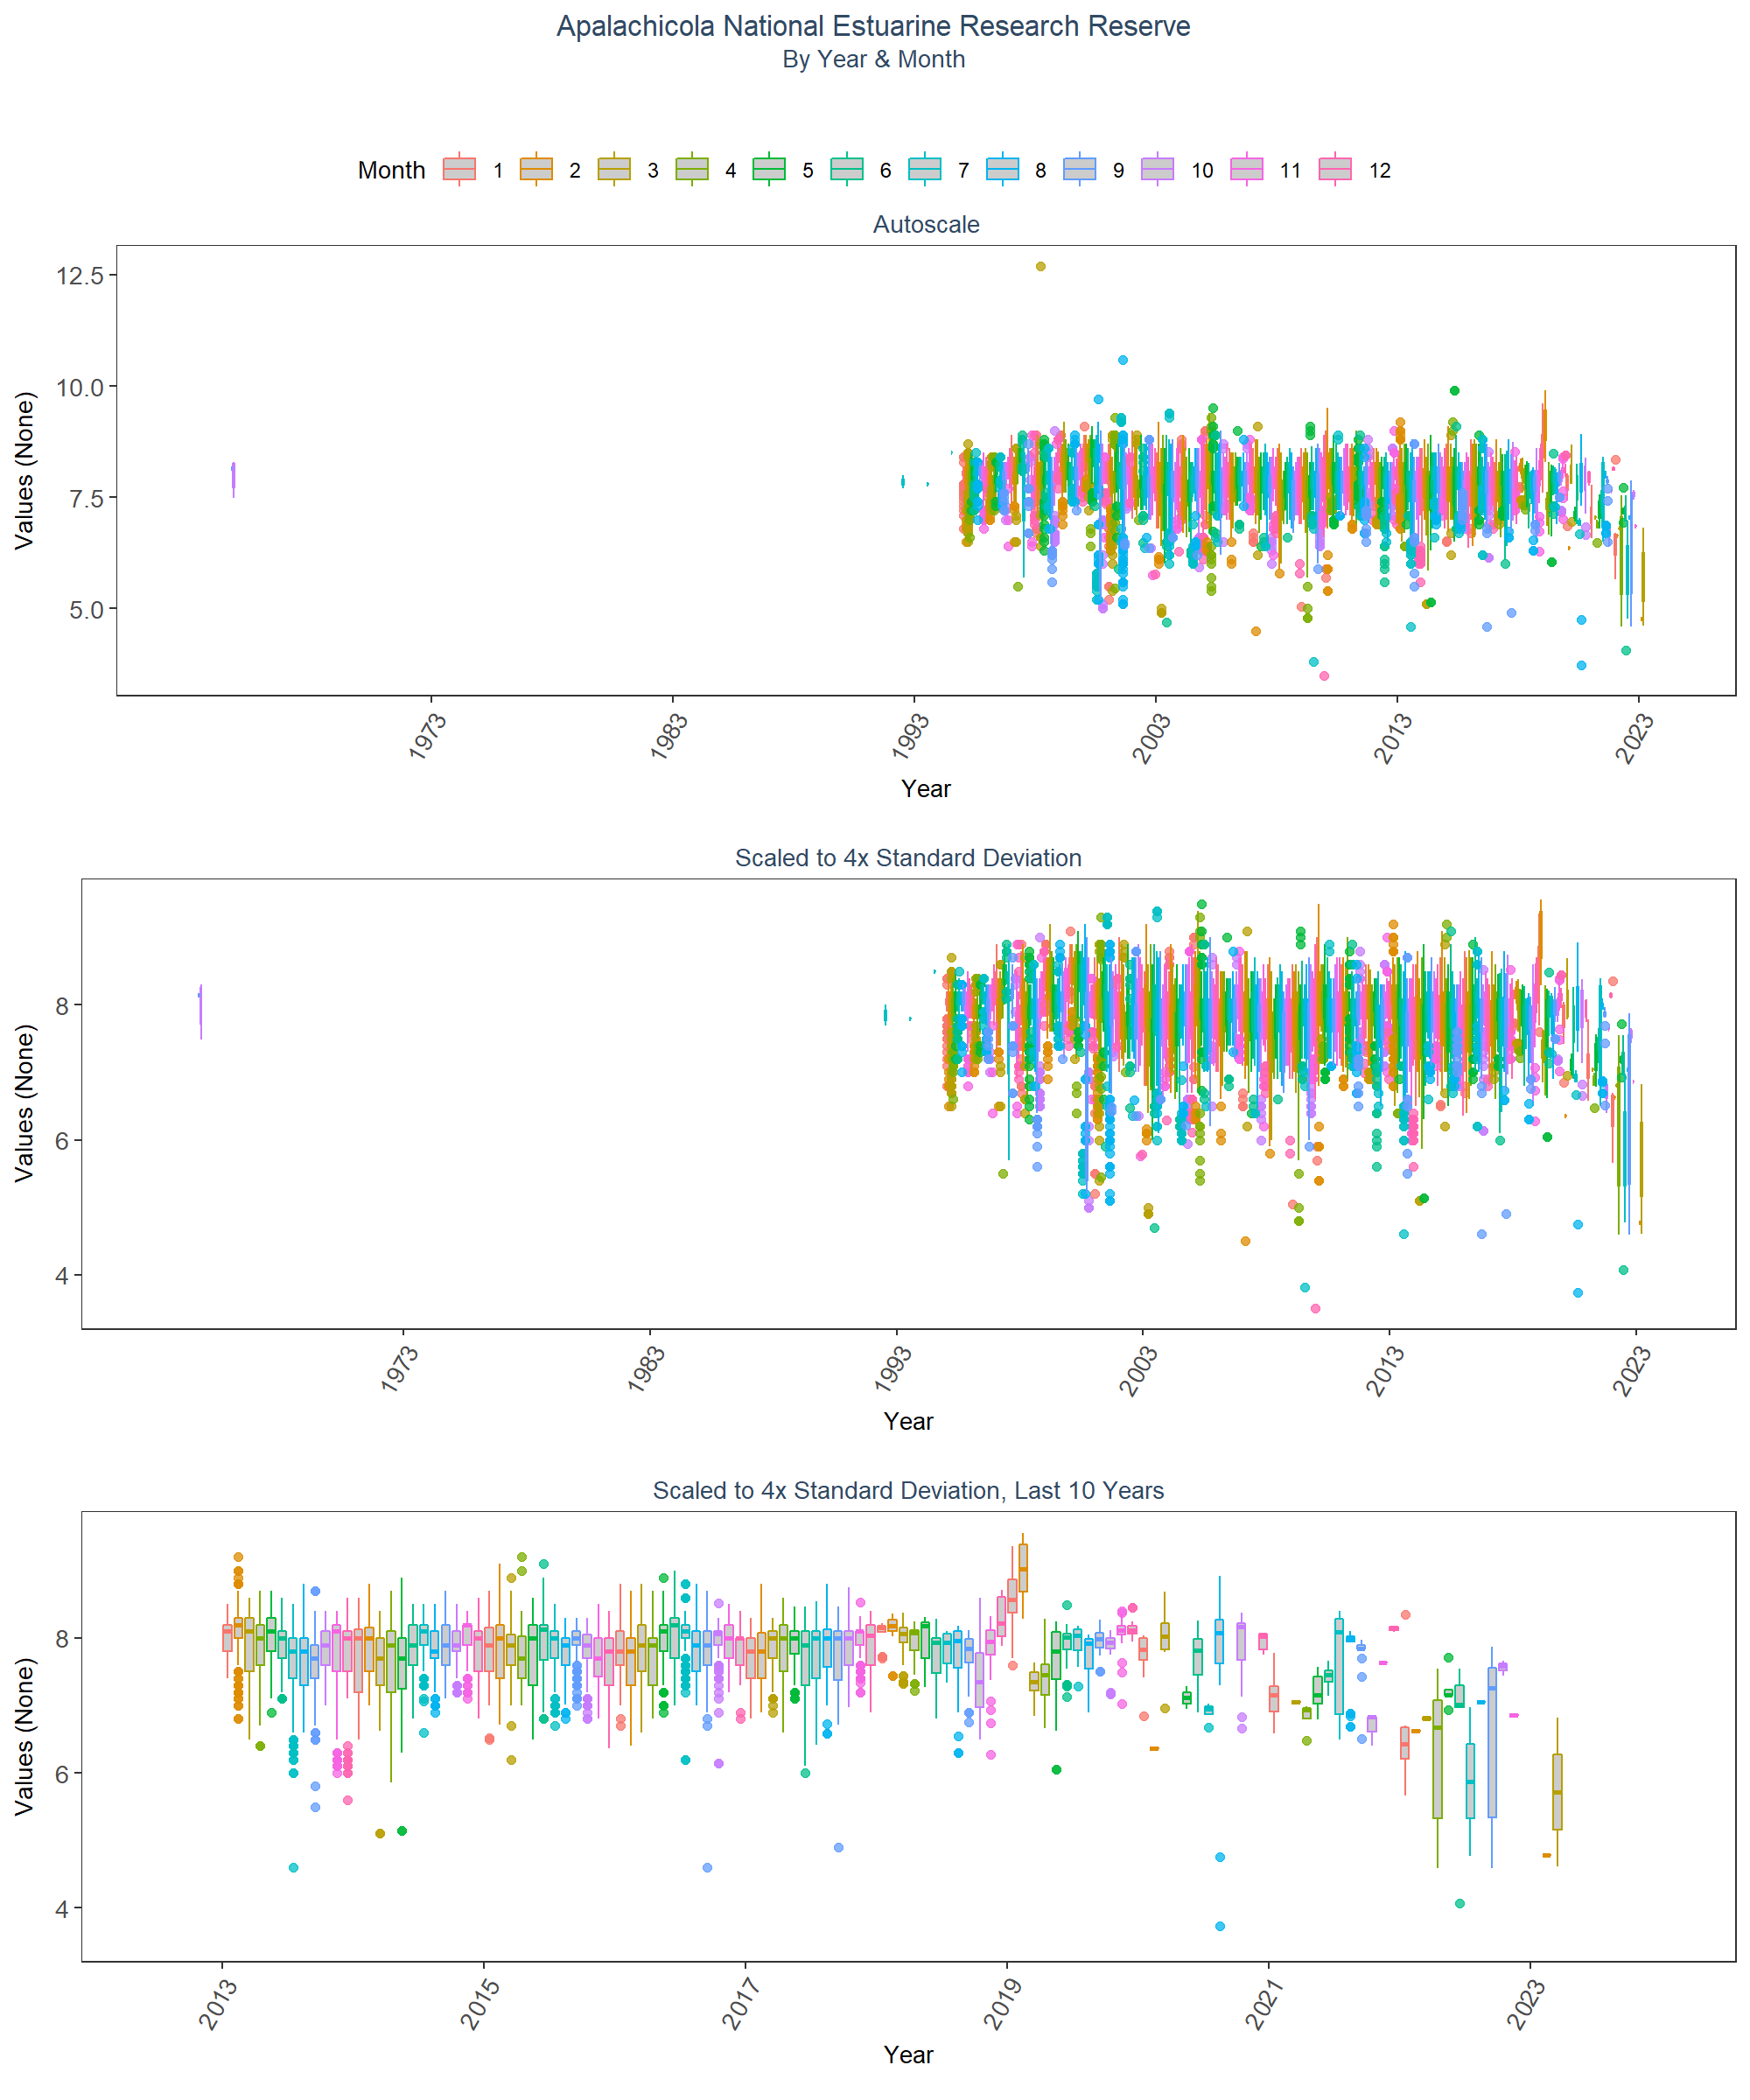 Apalachicola National Estuarine Research Reserve
By Year & Month
Month 1 2 3 4 5 6 7 8 9 10 11 12
Autoscale
Values (None)
12.5
10.0
7.5
5.0
1973 1983 1993 2003 2013 2023
Year
Scaled to 4x Standard Deviation
Values (None)
8
6
4
1973 1983 1993 2003 2013 2023
Year
Scaled to 4x Standard Deviation, Last 10 Years
Values (None)
8
6
4
2013 2015 2017 2019 2021 2023
Year